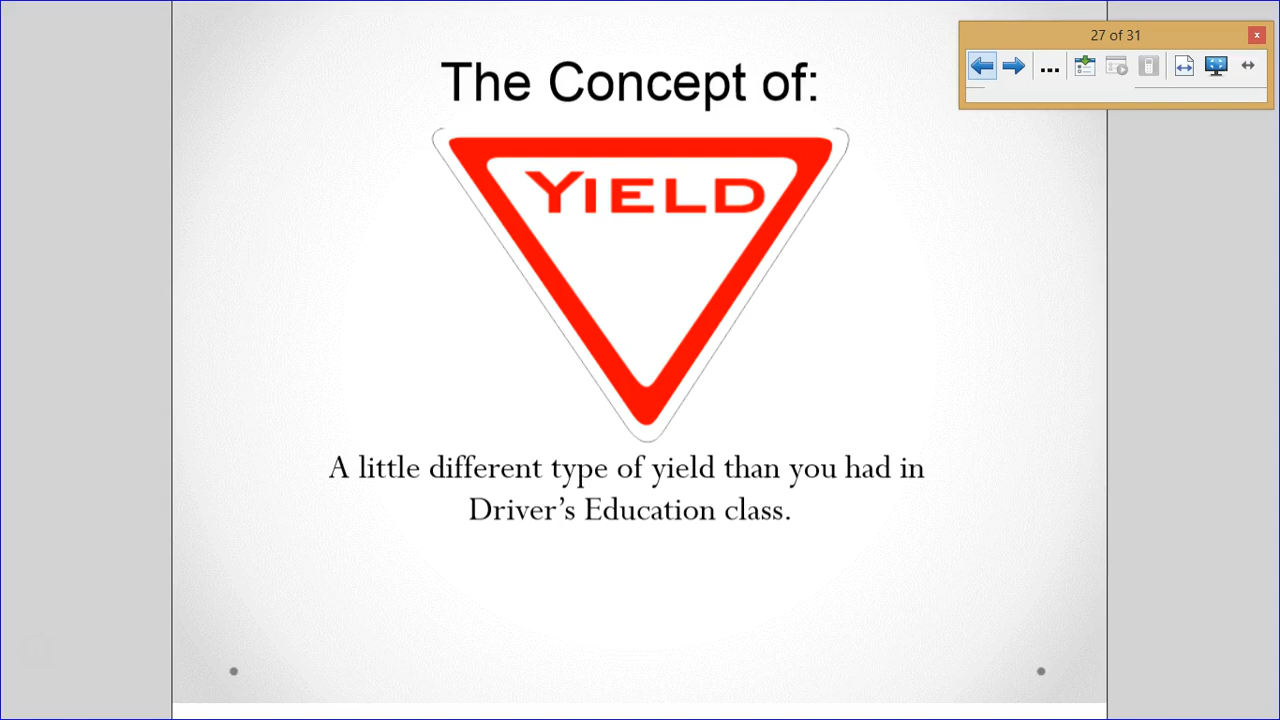 27 of 31
The Concept of:
YIELD
A little different type of yield than you had in
Driver's Education class.